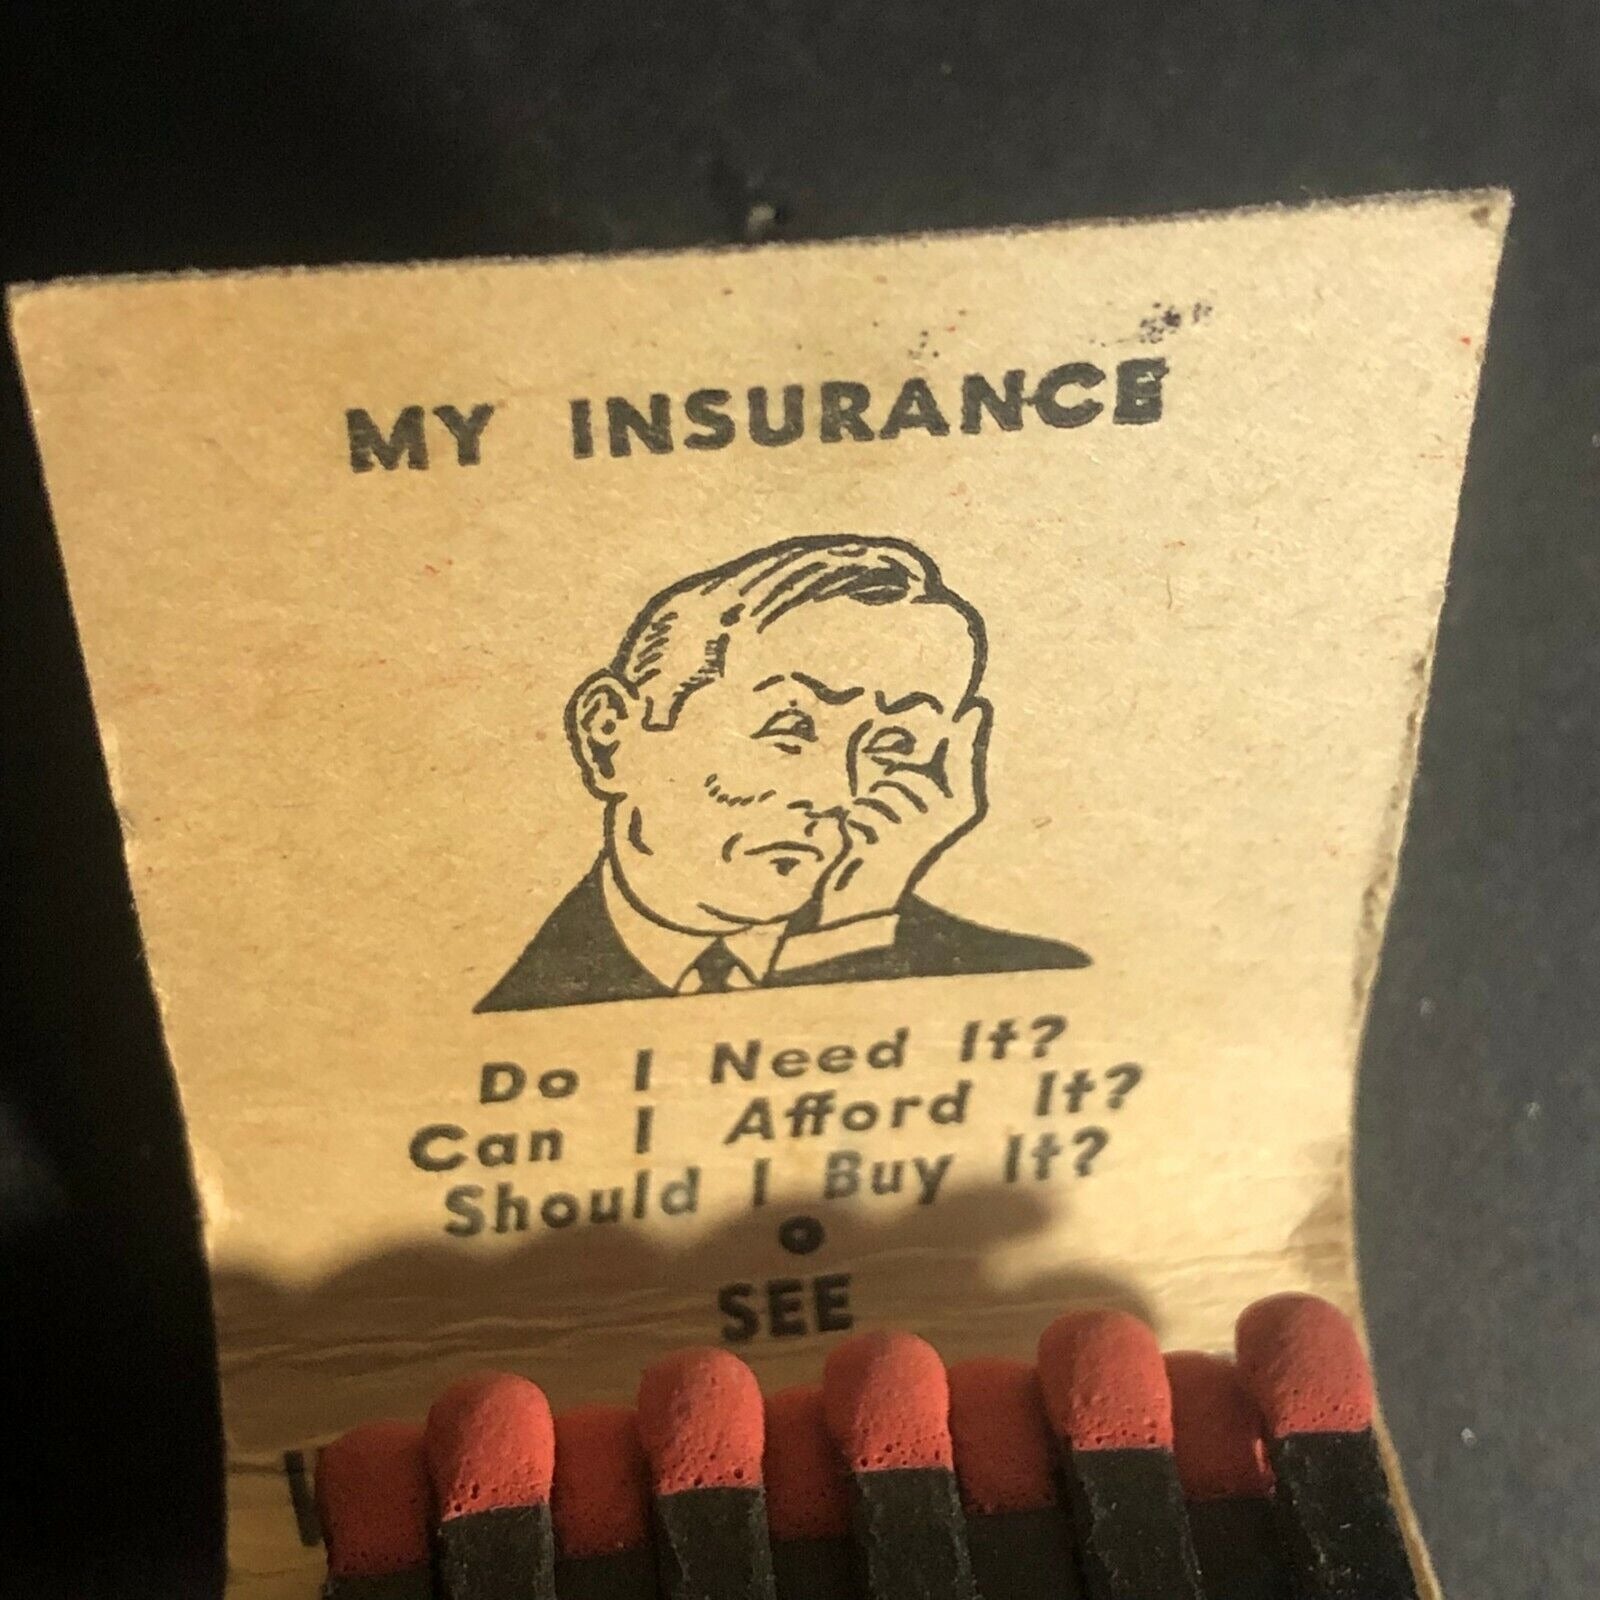 MY INSURANCE
Do I Need It?
Can I Afford It?
Should I Buy It?
o
SEE